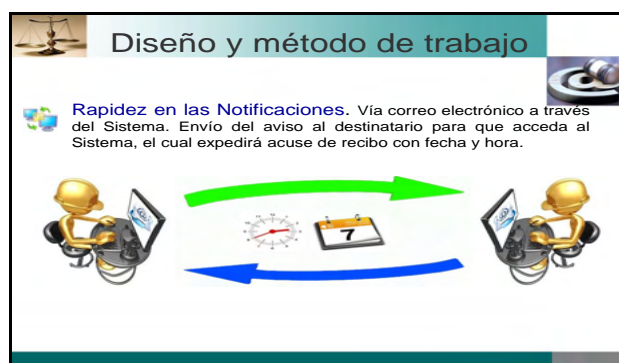 Diseño y método de trabajo
Rapidez en las Notificaciones. Vía correo electrónico a través
del Sistema. Envío del aviso al destinatario para que acceda al
Sistema, el cual expedirá acuse de recibo con fecha y hora.
7